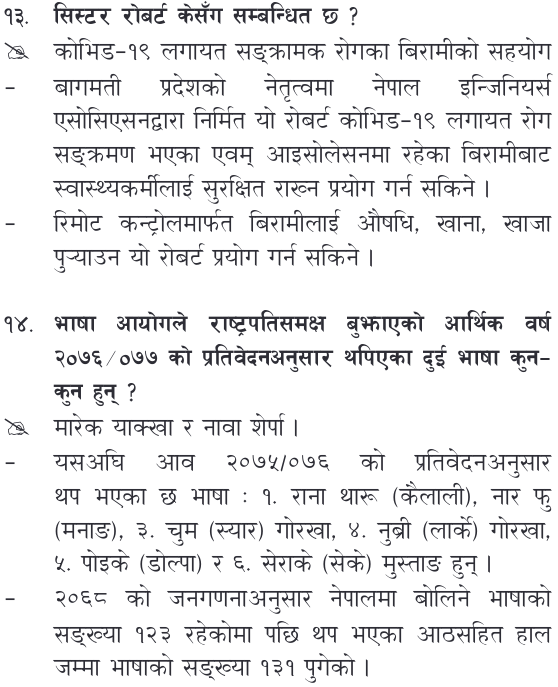 १३. सिस्टर रोबर्ट केसँग सम्बन्धित छ ?
कोभिड-१९ लगायत सङ्क्रामक रोगका बिरामीको सहयोग
- बागमती प्रदेशको नेतृत्वमा नेपाल इन्जिनियर्स
एसोसिएसनद्वारा निर्मित यो रोबर्ट कोभिड-१९ लगायत रोग
सङ्क्रमण भएका एवम् आइसोलेसनमा रहेका बिरामीबाट
स्वास्थ्यकर्मीलाई सुरक्षित राख्न प्रयोग गर्न सकिने ।
- रिमोट कन्ट्रोलमार्फत बिरामीलाई औषधि, खाना, खाजा
पुऱ्याउन यो रोबर्ट प्रयोग गर्न सकिने ।
१४. भाषा आयोगले राष्ट्रपतिसमक्ष बुझाएको आर्थिक वर्ष
२०७६/०७७ को प्रतिवेदनअनुसार थपिएका दुई भाषा कुन-
कुन हुन् ?
मारेक याक्खा र नावा शेर्पा ।
- यसअघि आव २०७५/०७६ को प्रतिवेदनअनुसार
थप भएका छ भाषा : १. राना थारू (कैलाली), नार फु
(मनाङ), ३. चुम (स्यार) गोरखा, ४. नुब्री (लार्के) गोरखा,
५. पोइके (डोल्पा) र ६. सेराके (सेके) मुस्ताङ हुन् ।
- २०६८ को जनगणनाअनुसार नेपालमा बोलिने भाषाको
सङ्ख्या १२३ रहेकोमा पछि थप भएका आठसहित हाल
जम्मा भाषाको सङ्ख्या १३१ पुगेको ।